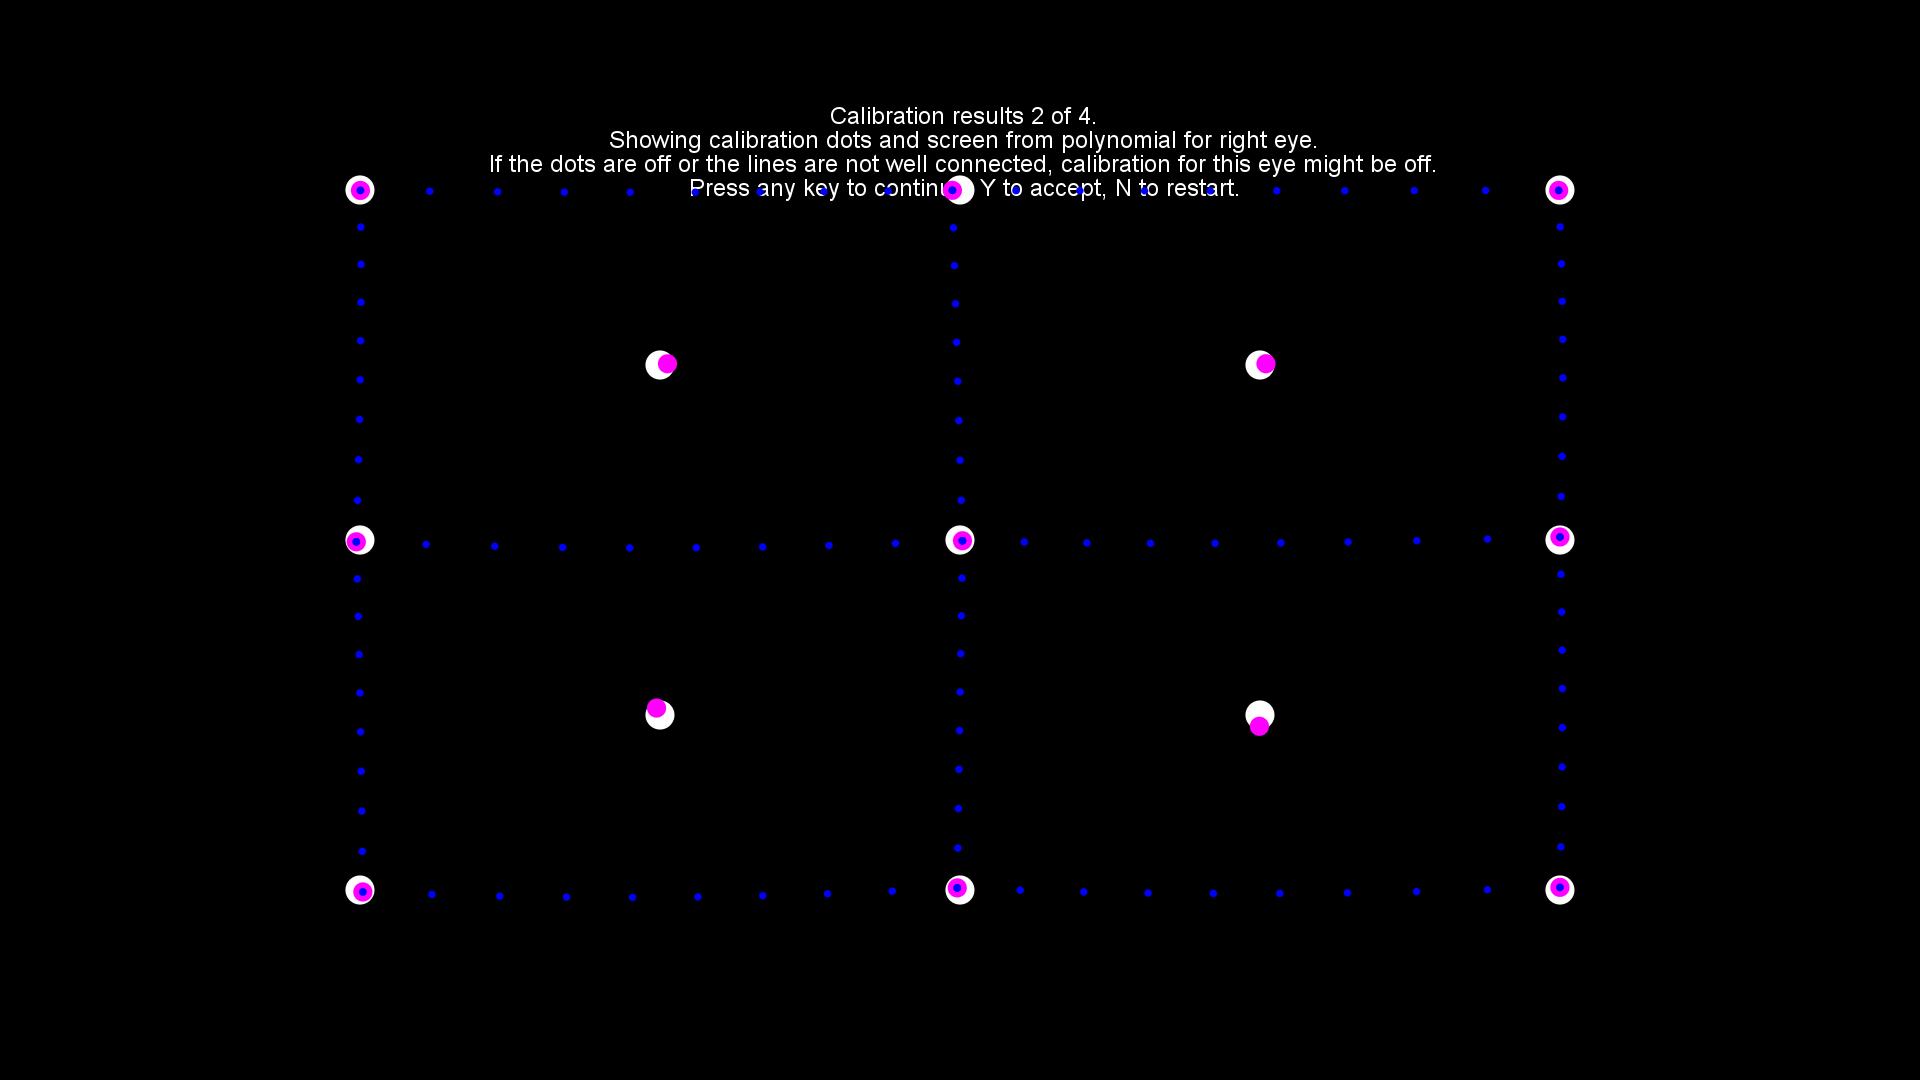 Calibration results 2 of 4.
Showing calibration dots and screen from polynomial for right eye.
If the dots are off or the lines are not well connected, calibration for this eye might be off.
Press any key to continu Y to accept, N to restart.